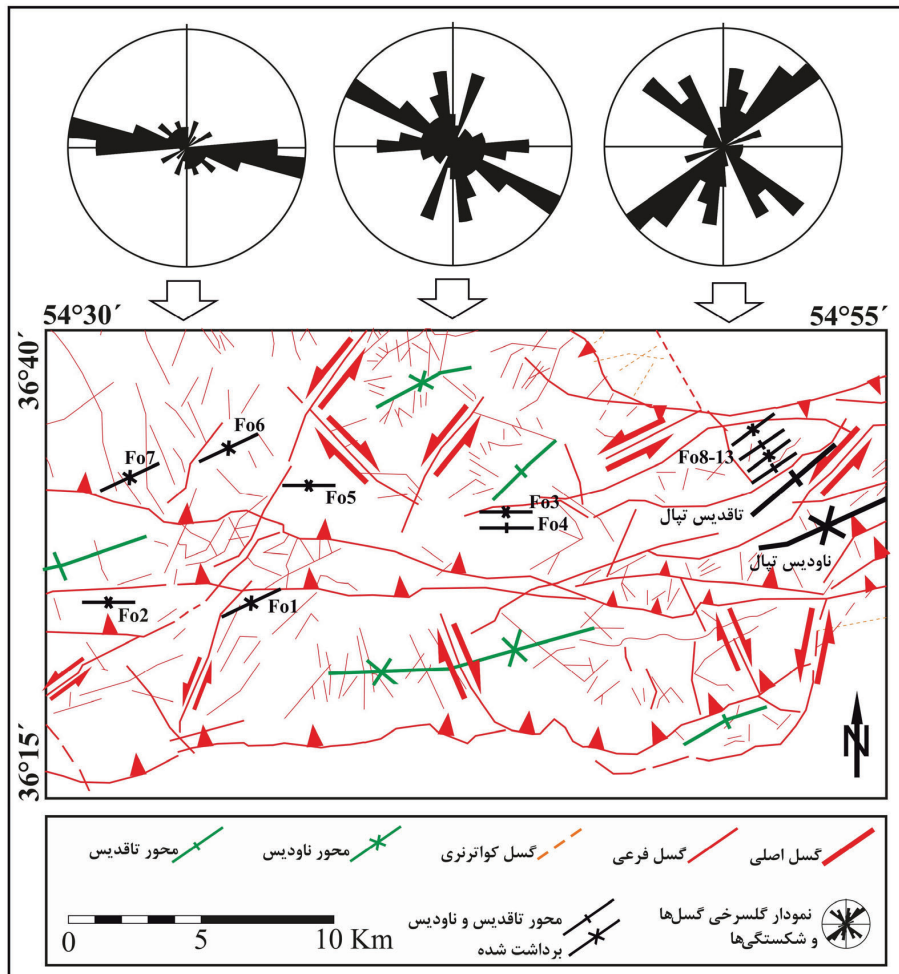 54°30´
54°55´
36°40´
Fo6
Fo7
Fo5
Fo3
Fo4
Fo8-13
تاقدیس تپال
ناودیس تپال
Fo2
Fo1
36°15´
N
گسل اصلی
گسل فرعی
گسل کواترنری
محور ناودیس
محور تاقدیس
نمودار گلسرخی گسل‌ها
و شکستگی‌ها
محور تاقدیس و ناودیس
برداشت شده
0 5 10 Km